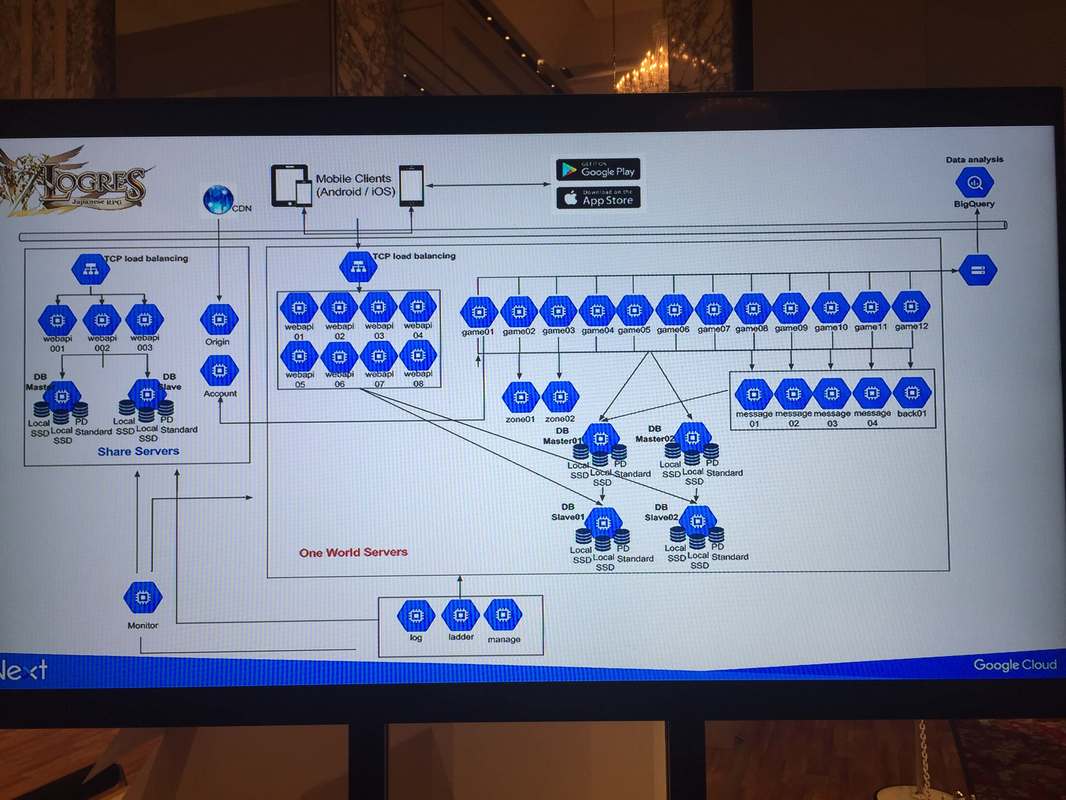 LOGRES
Japanese RPG
CDN
Mobile Clients
(Android / iOS)
GET IT ON
Google Play
Download on the
App Store
Data analysis
BigQuery
TCP load balancing
webapi
001
webapi
002
webapi
003
DB
Master
DB
Slave
Local
SSD
Local
SSD
PD
Standard
Local
SSD
Local
SSD
PD
Standard
Share Servers
Origin
Account
TCP load balancing
webapi
01
webapi
02
webapi
03
webapi
04
webapi
05
webapi
06
webapi
07
webapi
08
game01
game02
game03
game04
game05
game06
game07
game08
game09
game10
game11
game12
zone01
zone02
message
01
message
02
message
03
message
04
back01
DB
Master01
Local
SSD
Local
SSD
PD
Standard
DB
Master02
Local
SSD
Local
SSD
PD
Standard
DB
Slave01
Local
SSD
Local
SSD
PD
Standard
DB
Slave02
Local
SSD
Local
SSD
PD
Standard
One World Servers
Monitor
log
ladder
manage
Next
Google Cloud